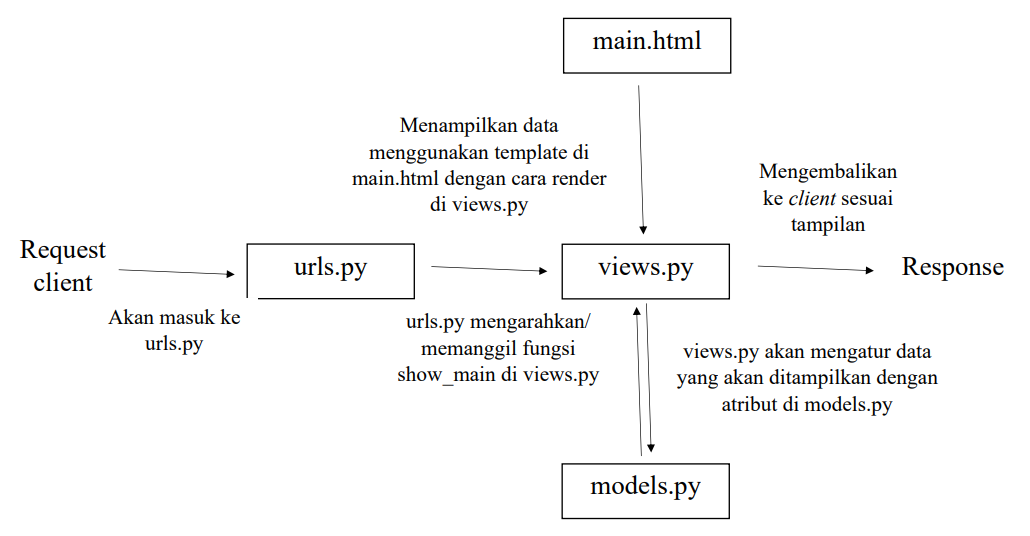 main.html
Menampilkan data
menggunakan template di
main.html dengan cara render
di views.py
Mengembalikan
ke client sesuai
tampilan
Request
client
urls.py
views.py
Response
Akan masuk ke
urls.py
urls.py mengarahkan/
memanggil fungsi
show_main di views.py
views.py akan mengatur data
yang akan ditampilkan dengan
atribut di models.py
models.py